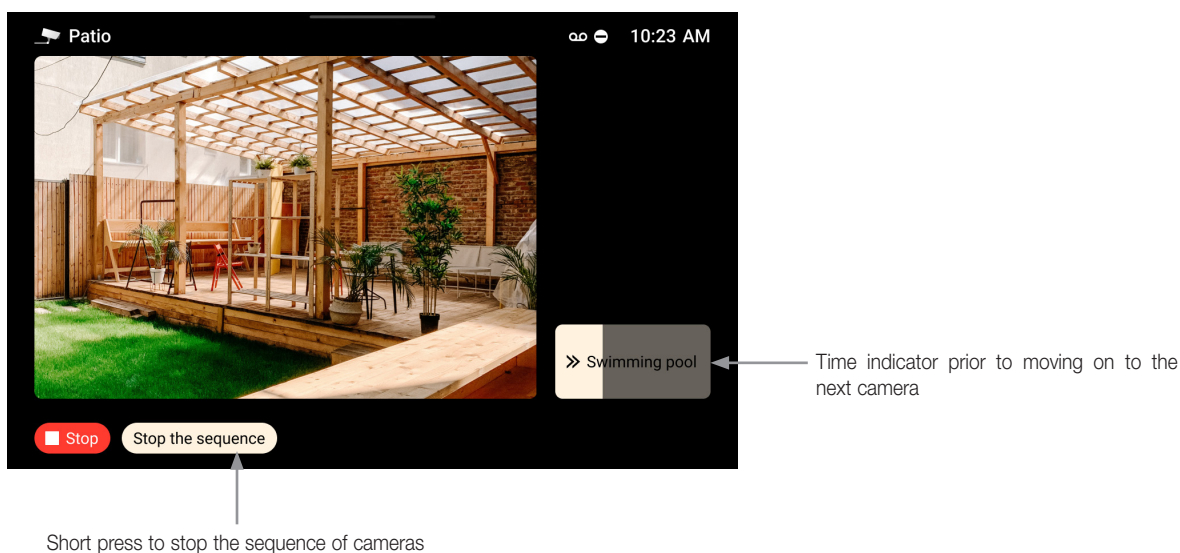 Patio
10:23 AM
Swimming pool
Time indicator prior to moving on to the
next camera
Stop
Stop the sequence
Short press to stop the sequence of cameras